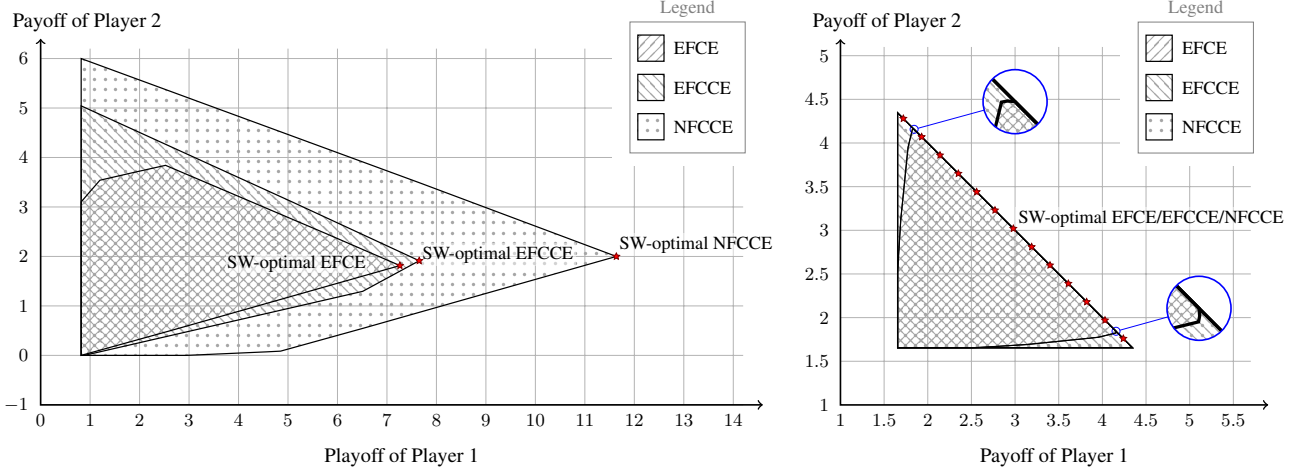 Payoff of Player 2
Legend
EFCE
EFCCE
NFCCE
6
5
4
3
2
1
0
−1
0 1 2 3 4 5 6 7 8 9 10 11 12 13 14
SW-optimal EFCE
SW-optimal EFCCE
SW-optimal NFCCE
Playoff of Player 1
Payoff of Player 2
Legend
EFCE
EFCCE
NFCCE
5
4.5
4
3.5
3
2.5
2
1.5
1
1 1.5 2 2.5 3 3.5 4 4.5 5 5.5
SW-optimal EFCE/EFCCE/NFCCE
Payoff of Player 1